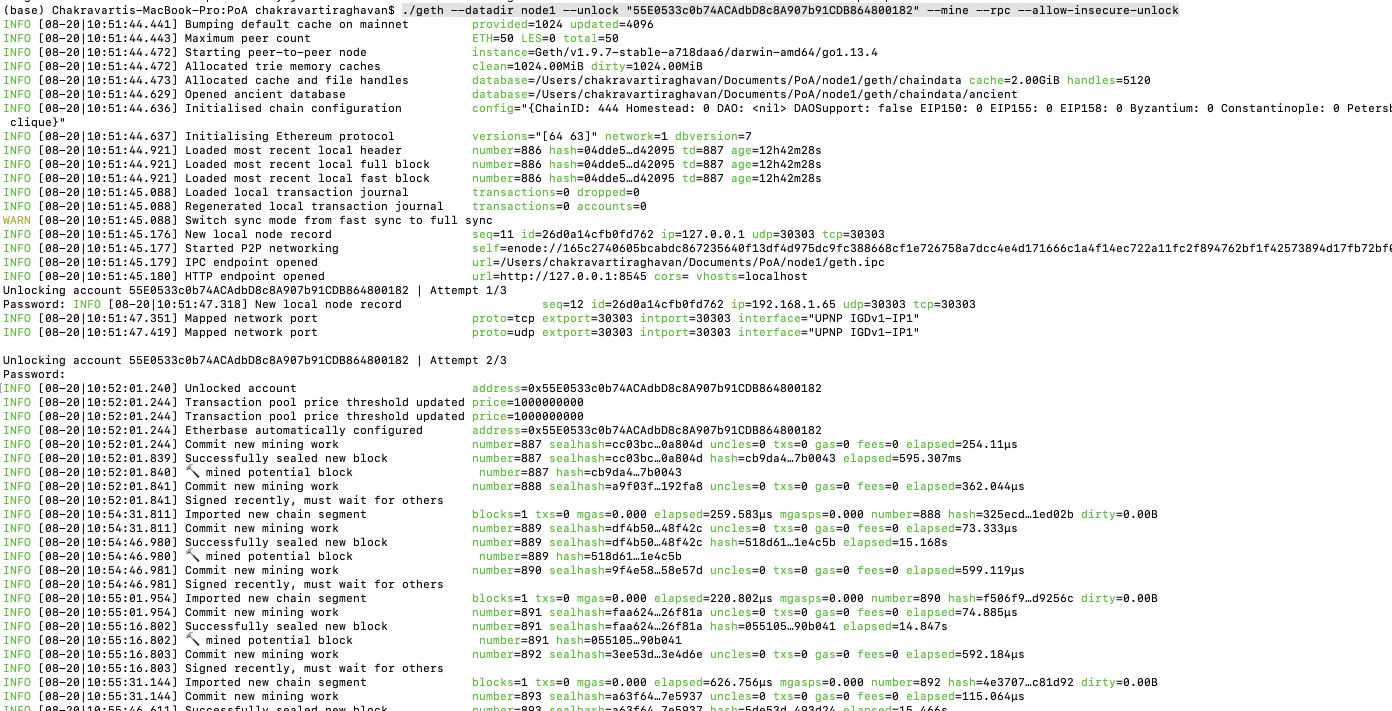 (base) Chakravartis-MacBook-Pro:PoA chakravartiraghavan$ ./geth --datadir node1 --unlock "55E0533c0b74ACAdbD8c8A907b91CDB864800182" --mine --rpc --allow-insecure-unlock
INFO [08-20|10:51:44.441] Bumping default cache on mainnet provided=1024 updated=4096
INFO [08-20|10:51:44.443] Maximum peer count ETH=50 LES=0 total=50
INFO [08-20|10:51:44.472] Starting peer-to-peer node instance=Geth/v1.9.7-stable-a718daa6/darwin-amd64/go1.13.4
INFO [08-20|10:51:44.472] Allocated trie memory caches clean=1024.00MiB dirty=1024.00MiB
INFO [08-20|10:51:44.473] Allocated cache and file handles database=/Users/chakravartiraghavan/Documents/PoA/node1/geth/chaindata cache=2.00GiB handles=5120
INFO [08-20|10:51:44.629] Opened ancient database database=/Users/chakravartiraghavan/Documents/PoA/node1/geth/chaindata/ancient
INFO [08-20|10:51:44.636] Initialised chain configuration config="{ChainID: 444 Homestead: 0 DAO: <nil> DAOSupport: false EIP150: 0 EIP155: 0 EIP158: 0 Byzantium: 0 Constantinople: 0 Petersb
clique}"
INFO [08-20|10:51:44.637] Initialising Ethereum protocol versions="[64 63]" network=1 dbversion=7
INFO [08-20|10:51:44.921] Loaded most recent local header number=886 hash=04dde5…d42095 td=887 age=12h42m28s
INFO [08-20|10:51:44.921] Loaded most recent local full block number=886 hash=04dde5…d42095 td=887 age=12h42m28s
INFO [08-20|10:51:44.921] Loaded most recent local fast block number=886 hash=04dde5…d42095 td=887 age=12h42m28s
INFO [08-20|10:51:45.088] Loaded local transaction journal transactions=0 dropped=0
INFO [08-20|10:51:45.088] Regenerated local transaction journal transactions=0 accounts=0
WARN [08-20|10:51:45.088] Switch sync mode from fast sync to full sync
INFO [08-20|10:51:45.176] New local node record seq=11 id=26d0a14cfb0fd762 ip=127.0.0.1 udp=30303 tcp=30303
INFO [08-20|10:51:45.177] Started P2P networking self=enode://165c2740605bcabdc867235640f13df4d975dc9fc388668cf1e726758a7dcc4e4d171666c1a4f14ec722a11fc2f894762bf1f42573894d17fb72bf
INFO [08-20|10:51:45.179] IPC endpoint opened url=/Users/chakravartiraghavan/Documents/PoA/node1/geth.ipc
INFO [08-20|10:51:45.180] HTTP endpoint opened url=http://127.0.0.1:8545 cors= vhosts=localhost
Unlocking account 55E0533c0b74ACAdbD8c8A907b91CDB864800182 | Attempt 1/3
Password: INFO [08-20|10:51:47.318] New local node record seq=12 id=26d0a14cfb0fd762 ip=192.168.1.65 udp=30303 tcp=30303
INFO [08-20|10:51:47.351] Mapped network port proto=tcp extport=30303 intport=30303 interface="UPNP IGDv1-IP1"
INFO [08-20|10:51:47.419] Mapped network port proto=udp extport=30303 intport=30303 interface="UPNP IGDv1-IP1"
Unlocking account 55E0533c0b74ACAdbD8c8A907b91CDB864800182 | Attempt 2/3
Password:
INFO [08-20|10:52:01.240] Unlocked account address=0x55E0533c0b74ACAdbD8c8A907b91CDB864800182
INFO [08-20|10:52:01.244] Transaction pool price threshold updated price=1000000000
INFO [08-20|10:52:01.244] Transaction pool price threshold updated price=1000000000
INFO [08-20|10:52:01.244] Etherbase automatically configured address=0x55E0533c0b74ACAdbD8c8A907b91CDB864800182
INFO [08-20|10:52:01.244] Commit new mining work number=887 sealhash=cc03bc…0a804d uncles=0 txs=0 gas=0 fees=0 elapsed=254.11µs
INFO [08-20|10:52:01.839] Successfully sealed new block number=887 sealhash=cc03bc…0a804d hash=cb9da4…7b0043 elapsed=595.307ms
INFO [08-20|10:52:01.840] 🔨 mined potential block number=887 hash=cb9da4…7b0043
INFO [08-20|10:52:01.841] Commit new mining work number=888 sealhash=a9f03f…192fa8 uncles=0 txs=0 gas=0 fees=0 elapsed=362.044µs
INFO [08-20|10:52:01.841] Signed recently, must wait for others
INFO [08-20|10:54:31.811] Imported new chain segment blocks=1 txs=0 mgas=0.000 elapsed=259.583µs mgasps=0.000 number=888 hash=325ecd…1ed02b dirty=0.00B
INFO [08-20|10:54:31.811] Commit new mining work number=889 sealhash=df4b50…48f42c uncles=0 txs=0 gas=0 fees=0 elapsed=73.333µs
INFO [08-20|10:54:46.980] Successfully sealed new block number=889 sealhash=df4b50…48f42c hash=518d61…1e4c5b elapsed=15.168s
INFO [08-20|10:54:46.980] 🔨 mined potential block number=889 hash=518d61…1e4c5b
INFO [08-20|10:54:46.981] Commit new mining work number=890 sealhash=9f4e58…58e57d uncles=0 txs=0 gas=0 fees=0 elapsed=599.119µs
INFO [08-20|10:54:46.981] Signed recently, must wait for others
INFO [08-20|10:55:01.954] Imported new chain segment blocks=1 txs=0 mgas=0.000 elapsed=220.802µs mgasps=0.000 number=890 hash=f506f9…d9256c dirty=0.00B
INFO [08-20|10:55:01.954] Commit new mining work number=891 sealhash=faa624…26f81a uncles=0 txs=0 gas=0 fees=0 elapsed=74.885µs
INFO [08-20|10:55:16.802] Successfully sealed new block number=891 sealhash=faa624…26f81a hash=055105…90b041 elapsed=14.847s
INFO [08-20|10:55:16.802] 🔨 mined potential block number=891 hash=055105…90b041
INFO [08-20|10:55:16.803] Commit new mining work number=892 sealhash=3ee53d…3e4d6e uncles=0 txs=0 gas=0 fees=0 elapsed=592.184µs
INFO [08-20|10:55:16.803] Signed recently, must wait for others
INFO [08-20|10:55:31.144] Imported new chain segment blocks=1 txs=0 mgas=0.000 elapsed=626.756µs mgasps=0.000 number=892 hash=4e3707…c81d92 dirty=0.00B
INFO [08-20|10:55:31.144] Commit new mining work number=893 sealhash=a63f64…7e5937 uncles=0 txs=0 gas=0 fees=0 elapsed=115.064µs
INFO [08-20|10:55:46.611] Successfully sealed new block number=893 sealhash=a63f64…7e5937 hash=5de53d…493d24 elapsed=15.466s